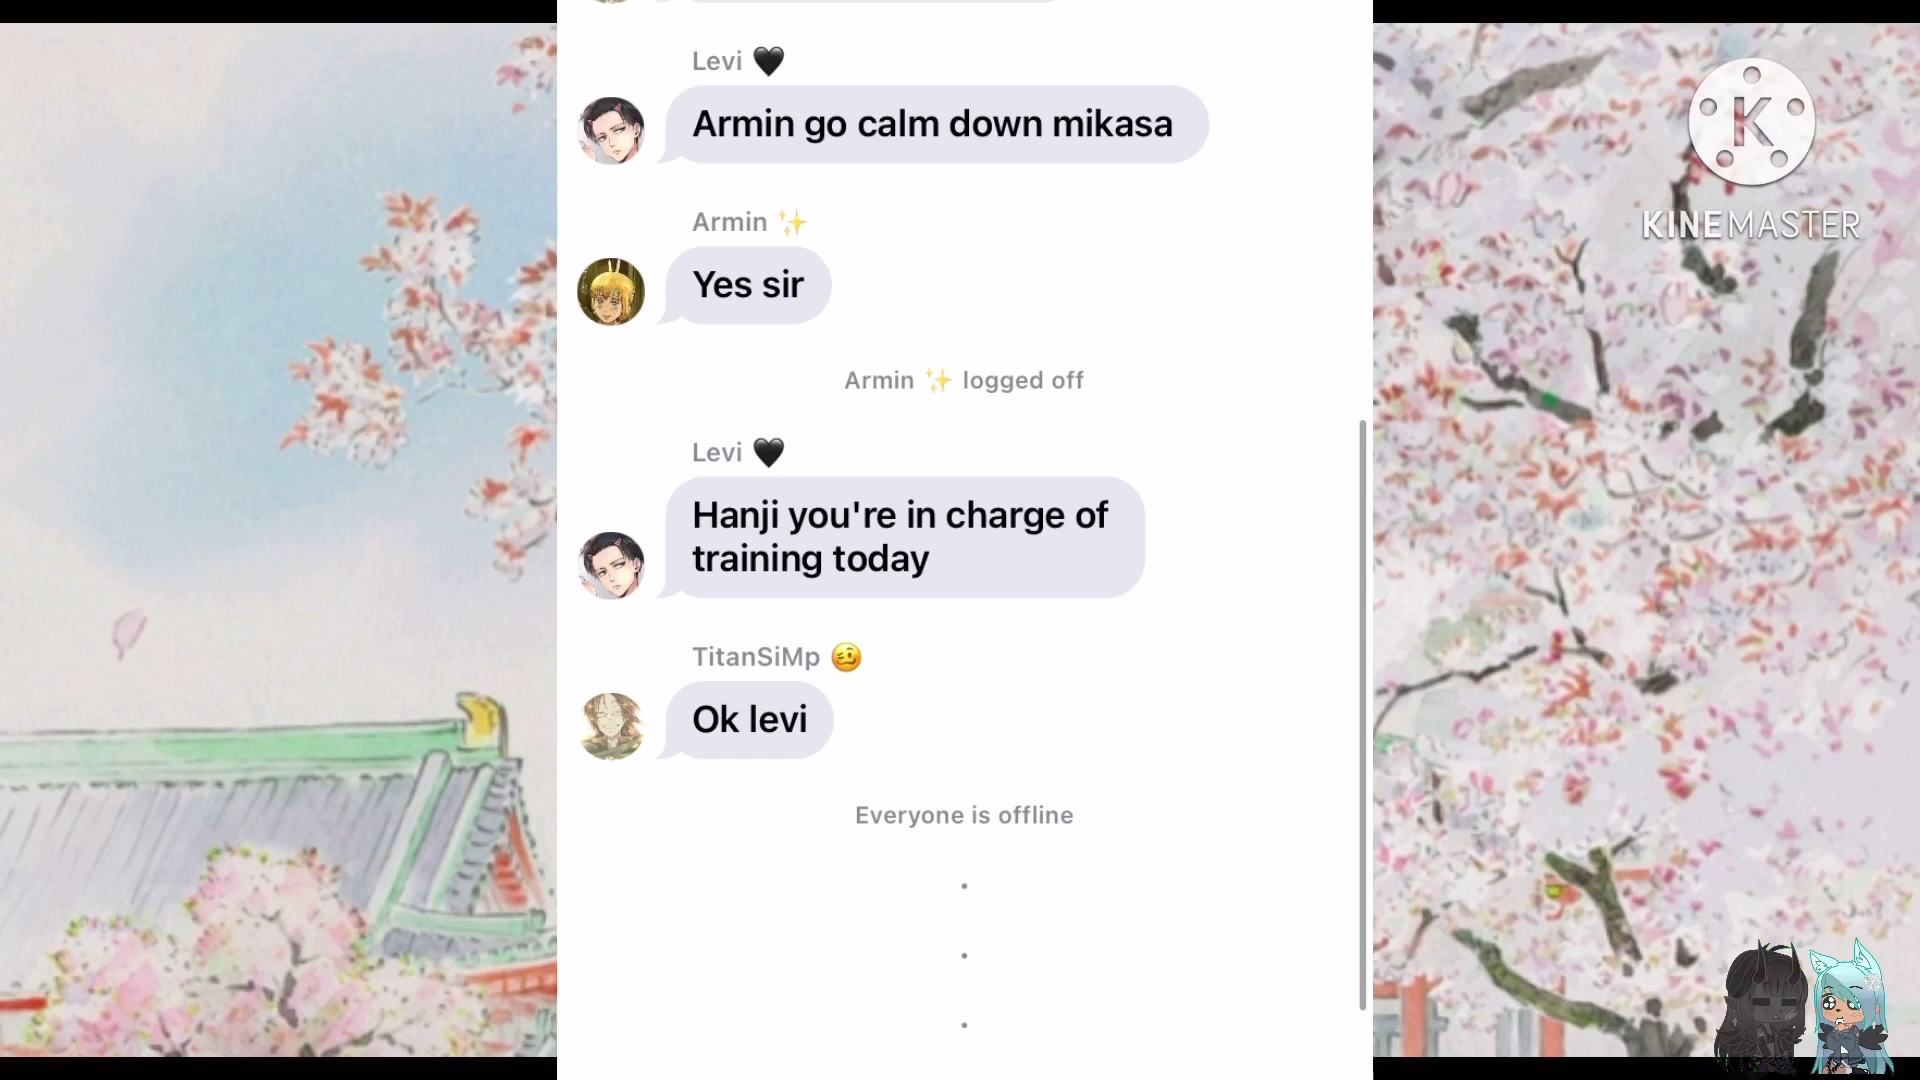 Levi 🖤
Armin go calm down mikasa
Armin ✨
Yes sir
Armin ✨ logged off
Levi 🖤
Hanji you're in charge of
training today
TitanSiMp 🥴
Ok levi
Everyone is offline
.
.
.
K
KINEMASTER